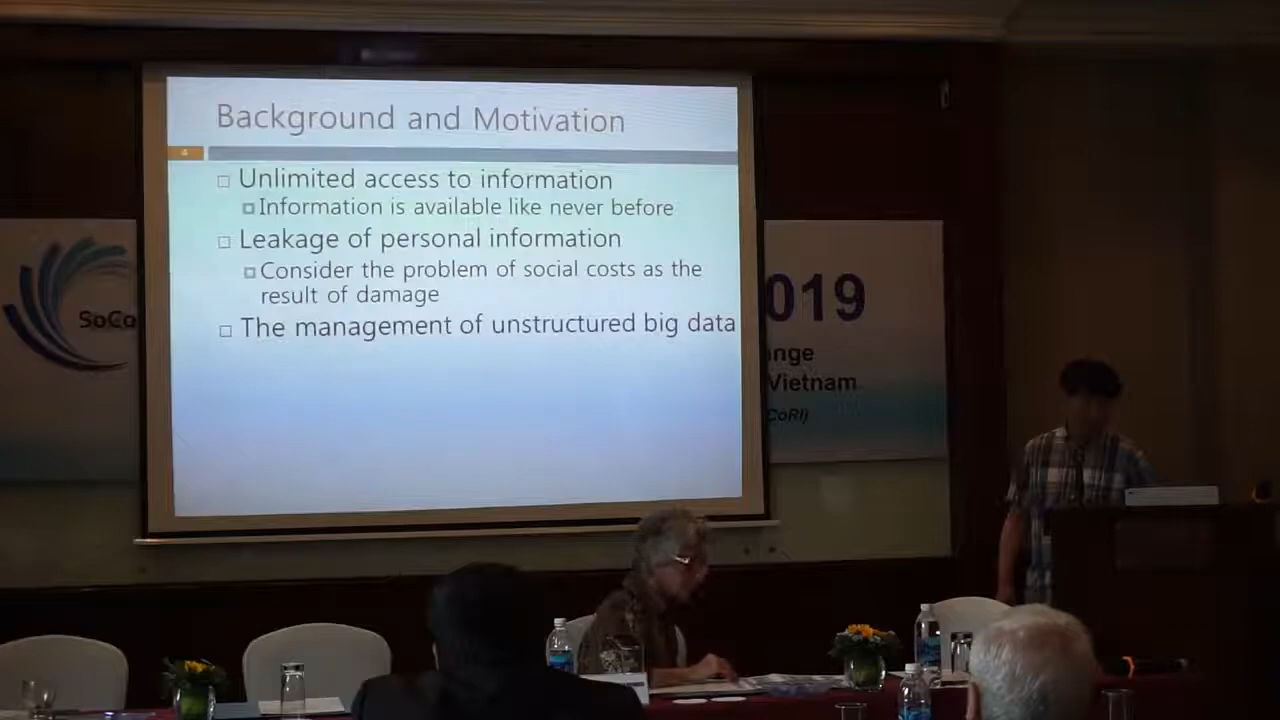 Background and Motivation
4
Unlimited access to information
Information is available like never before
Leakage of personal information
Consider the problem of social costs as the
result of damage
The management of unstructured big data
SoCo
019
ange
Vietnam
CoRI)